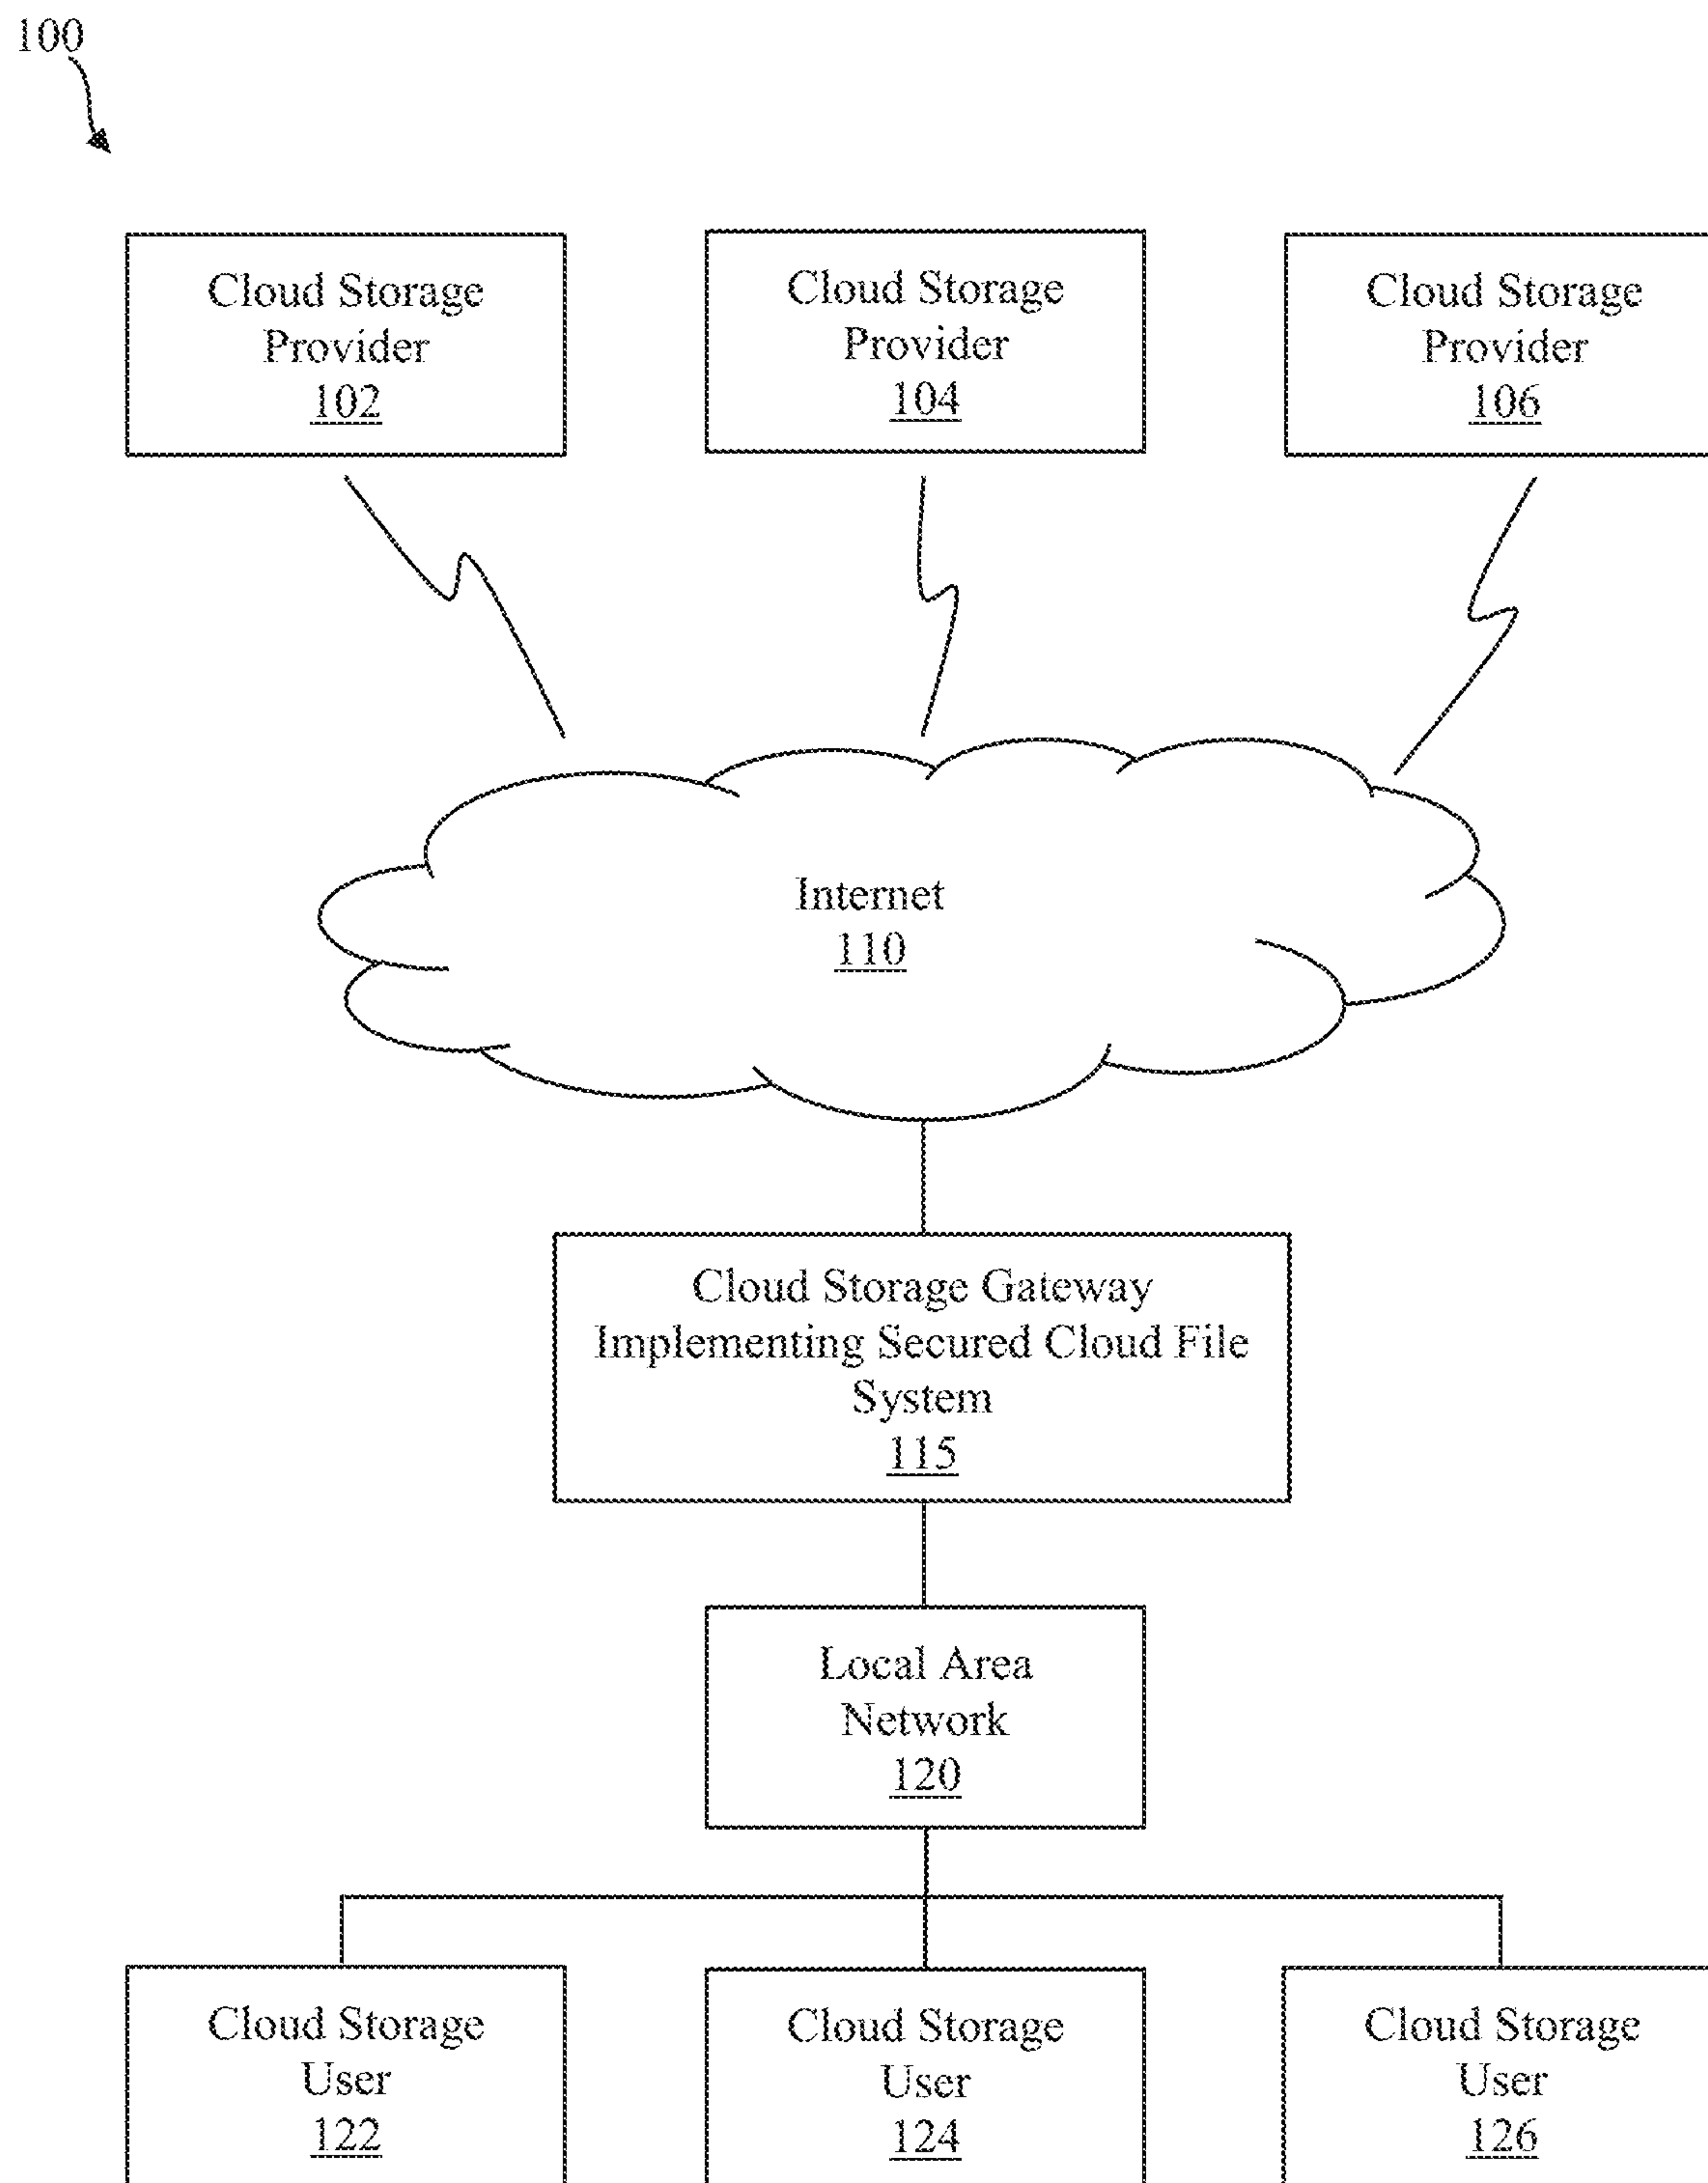 100
Cloud Storage
Provider
102
Cloud Storage
Provider
104
Cloud Storage
Provider
106
Internet
110
Cloud Storage Gateway
Implementing Secured Cloud File
System
115
Local Area
Network
120
Cloud Storage
User
122
Cloud Storage
User
124
Cloud Storage
User
126